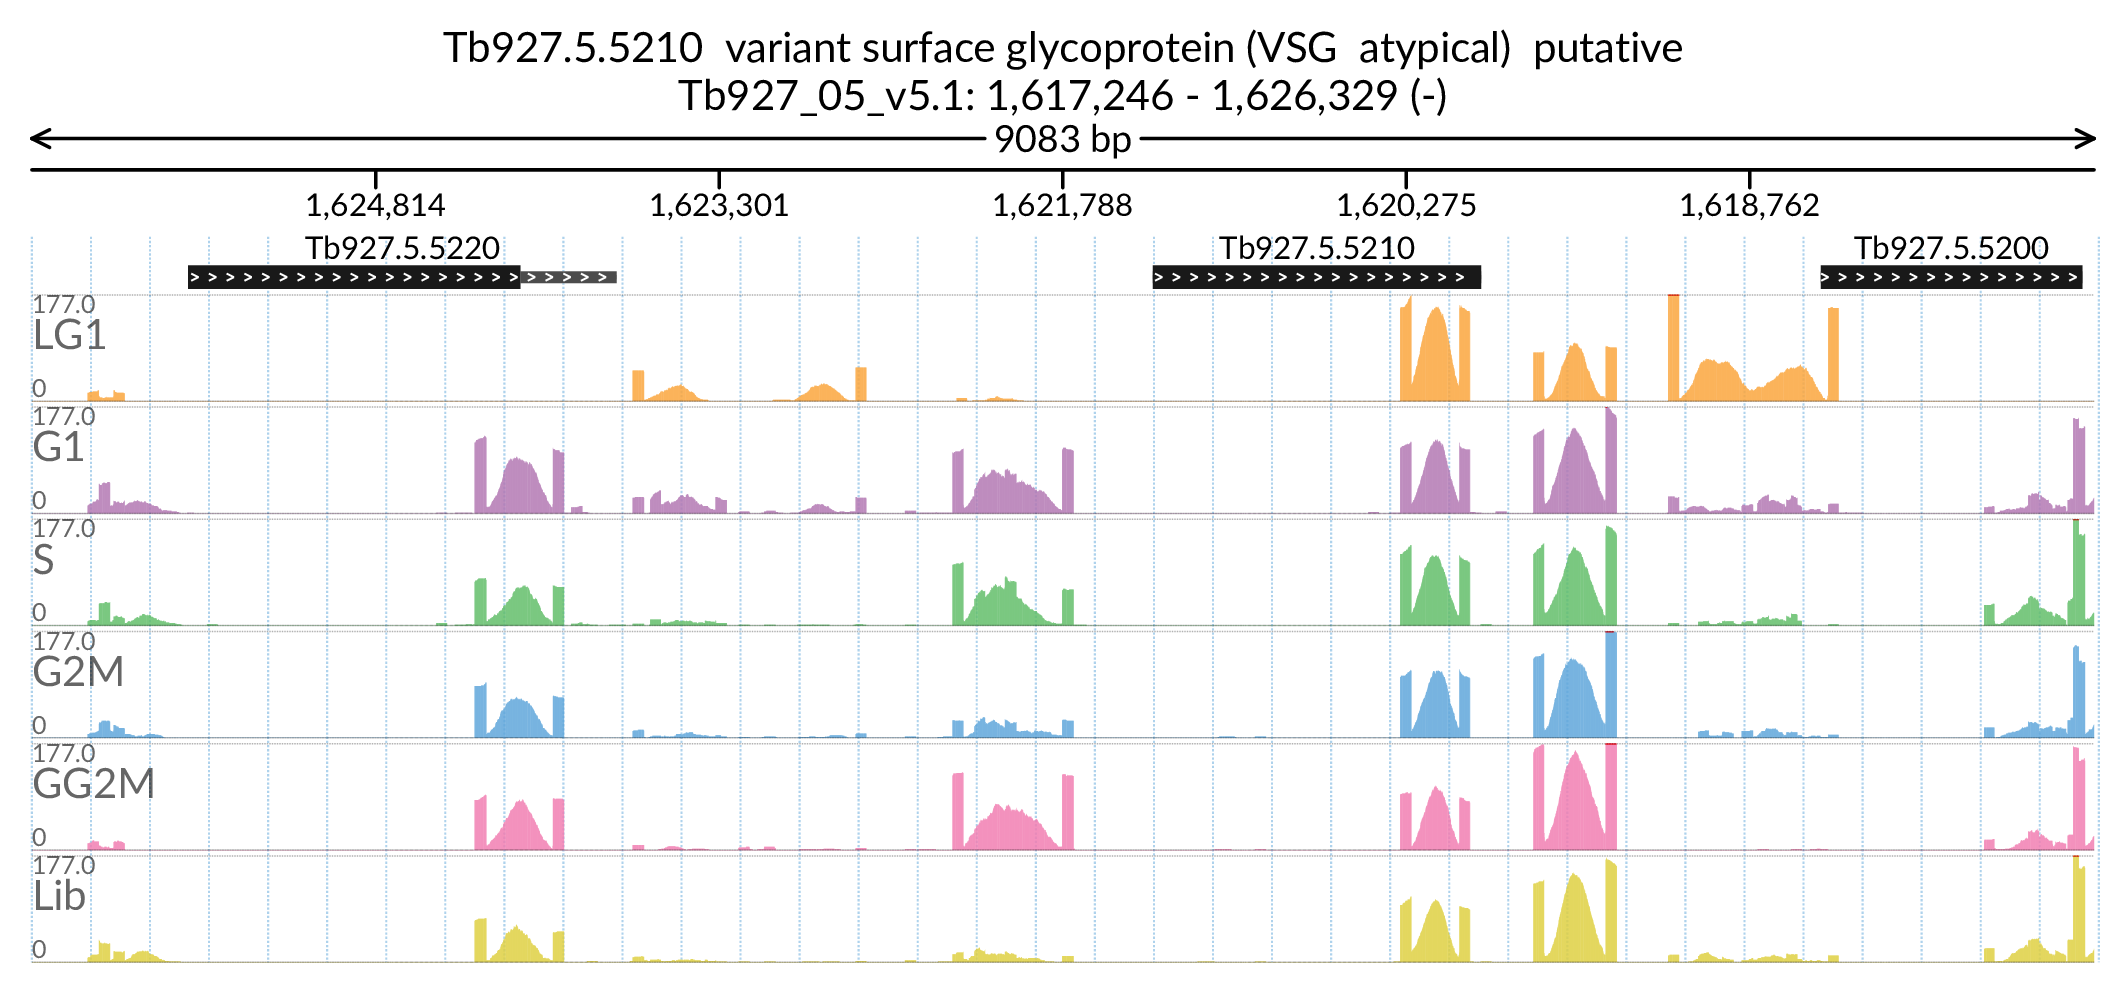 Tb927.5.5210  variant surface glycoprotein (VSG  atypical)  putative
Tb927_05_v5.1: 1,617,246 - 1,626,329 (-)
9083 bp
1,624,814 1,623,301 1,621,788 1,620,275 1,618,762
Tb927.5.5220 Tb927.5.5210 Tb927.5.5200
177.0
LG1
0
177.0
G1
0
177.0
S
0
177.0
G2M
0
177.0
GG2M
0
177.0
Lib
0